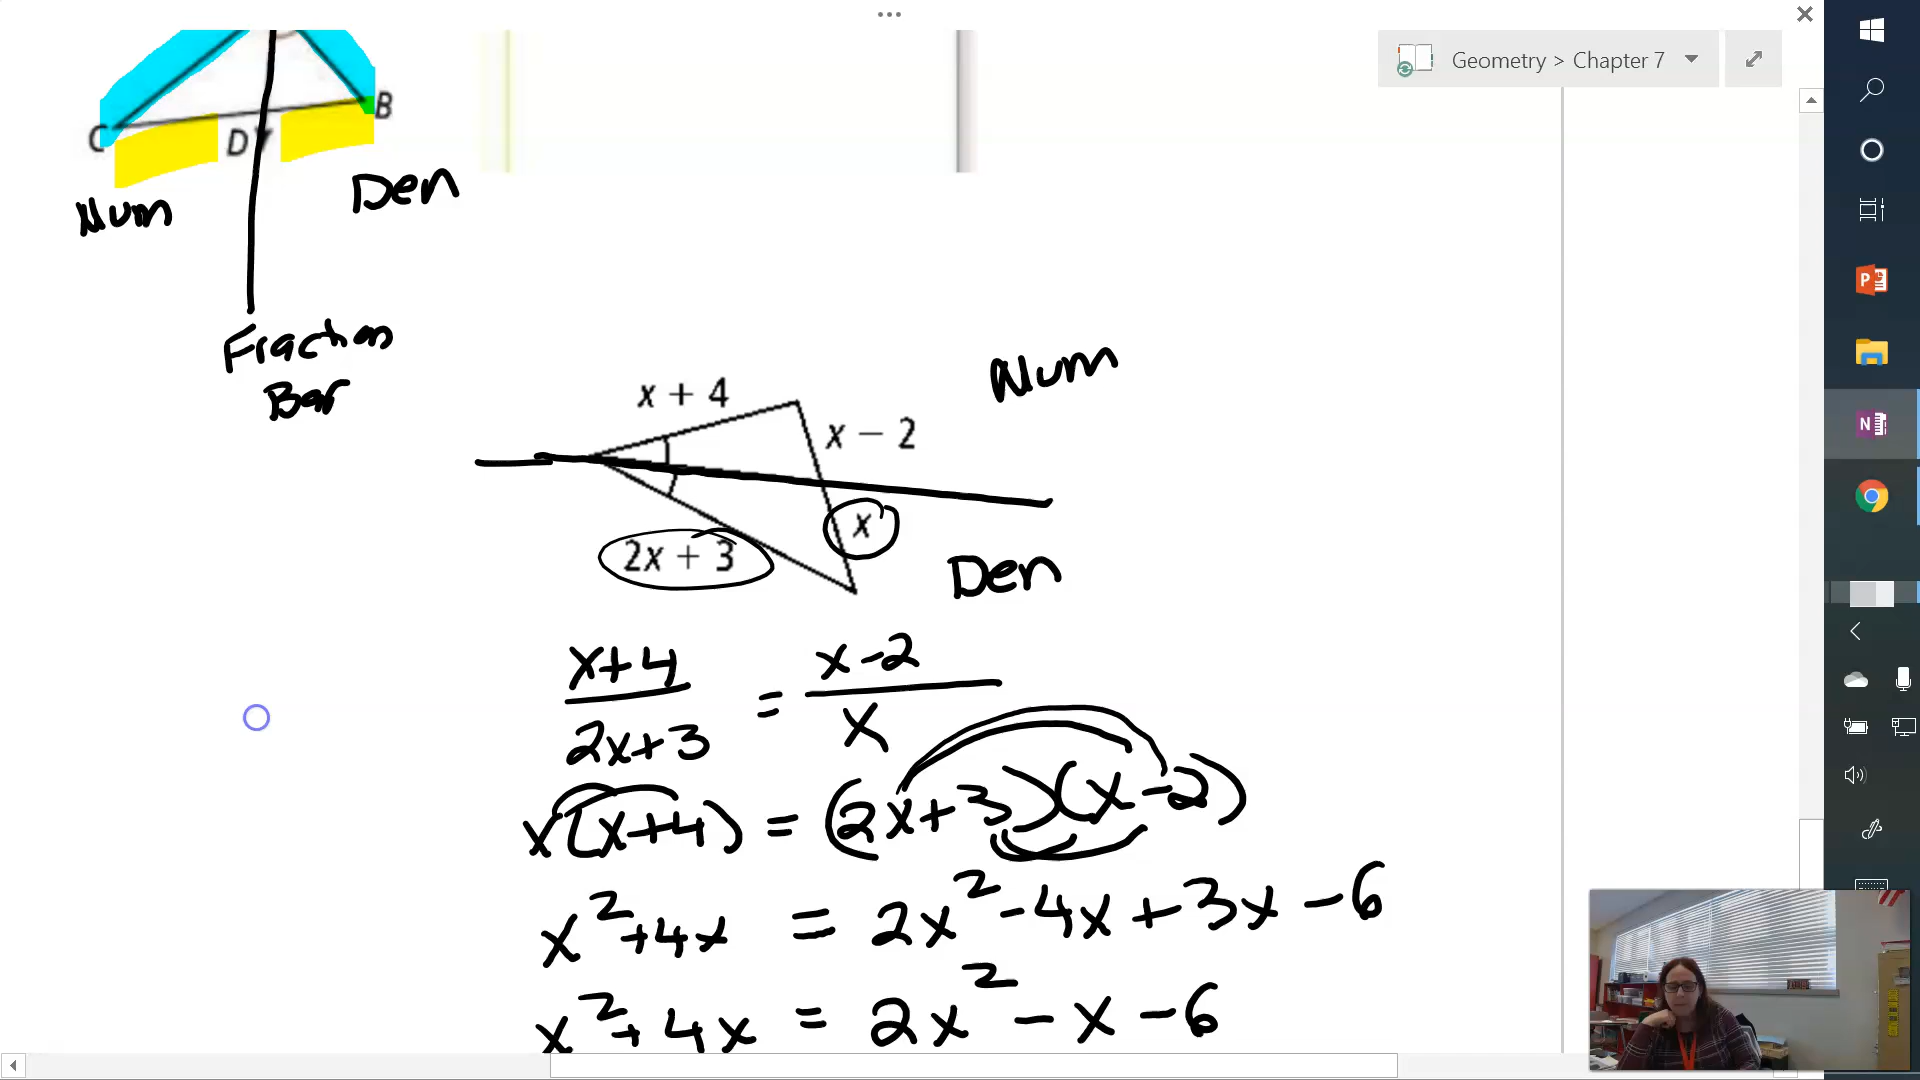 Geometry > Chapter 7
C
D
B
Num
Den
Fraction
Bar
Num
x + 4
x − 2
x
2x + 3
Den
x+4 / 2x+3 = x-2 / x
x(x+4) = (2x+3)(x-2)
x²+4x = 2x²-4x+3x-6
x²+4x = 2x²-x-6